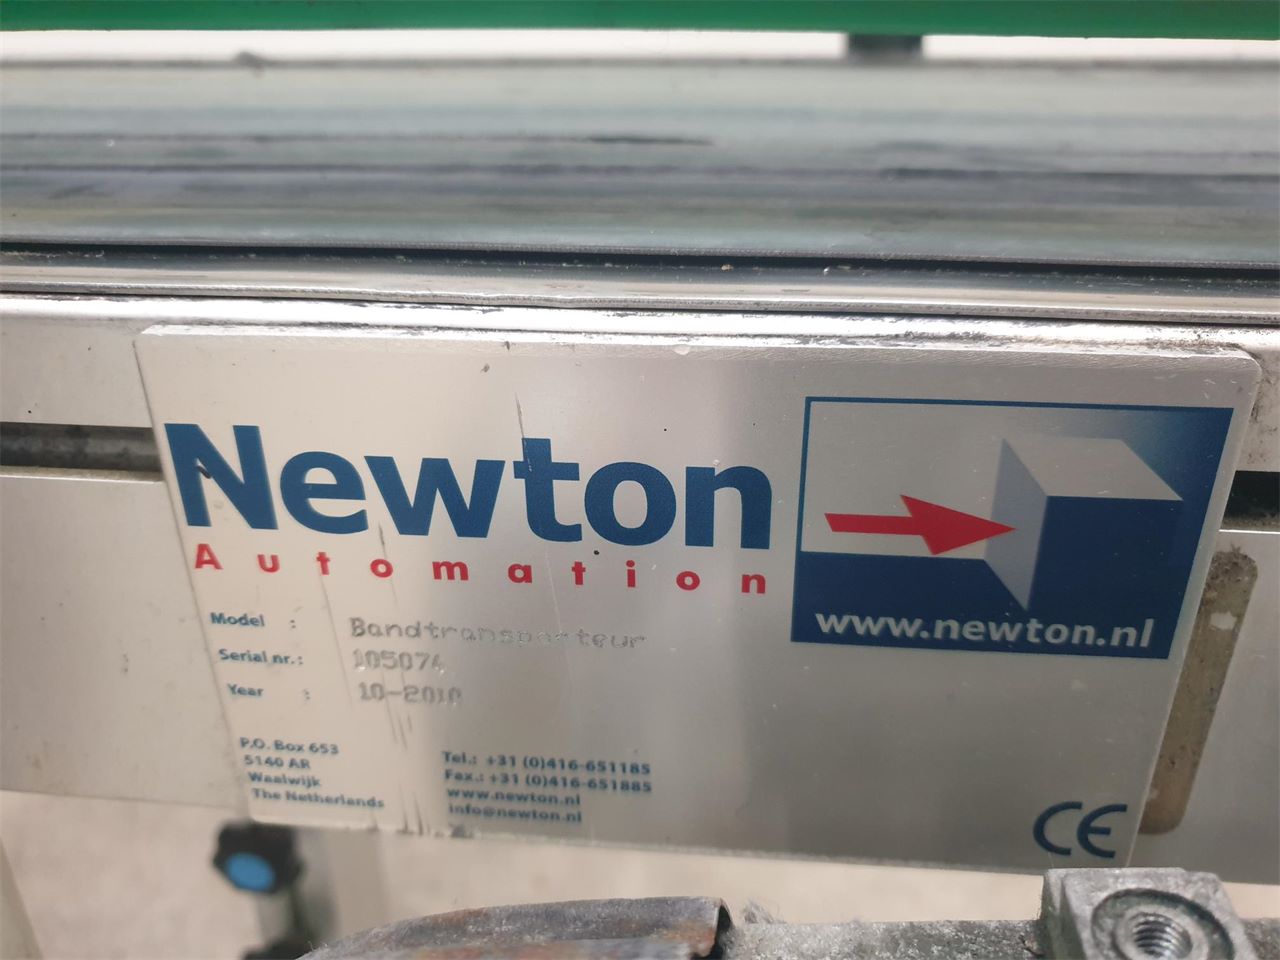 Newton
Automation
www.newton.nl
Model : Bandtransporteur
Serial nr.: 105074
Year : 10-2010
P.O. Box 653
5140 AR
Waalwijk
The Netherlands
Tel.: +31 (0)416-651185
Fax.: +31 (0)416-651885
www.newton.nl
info@newton.nl
CE